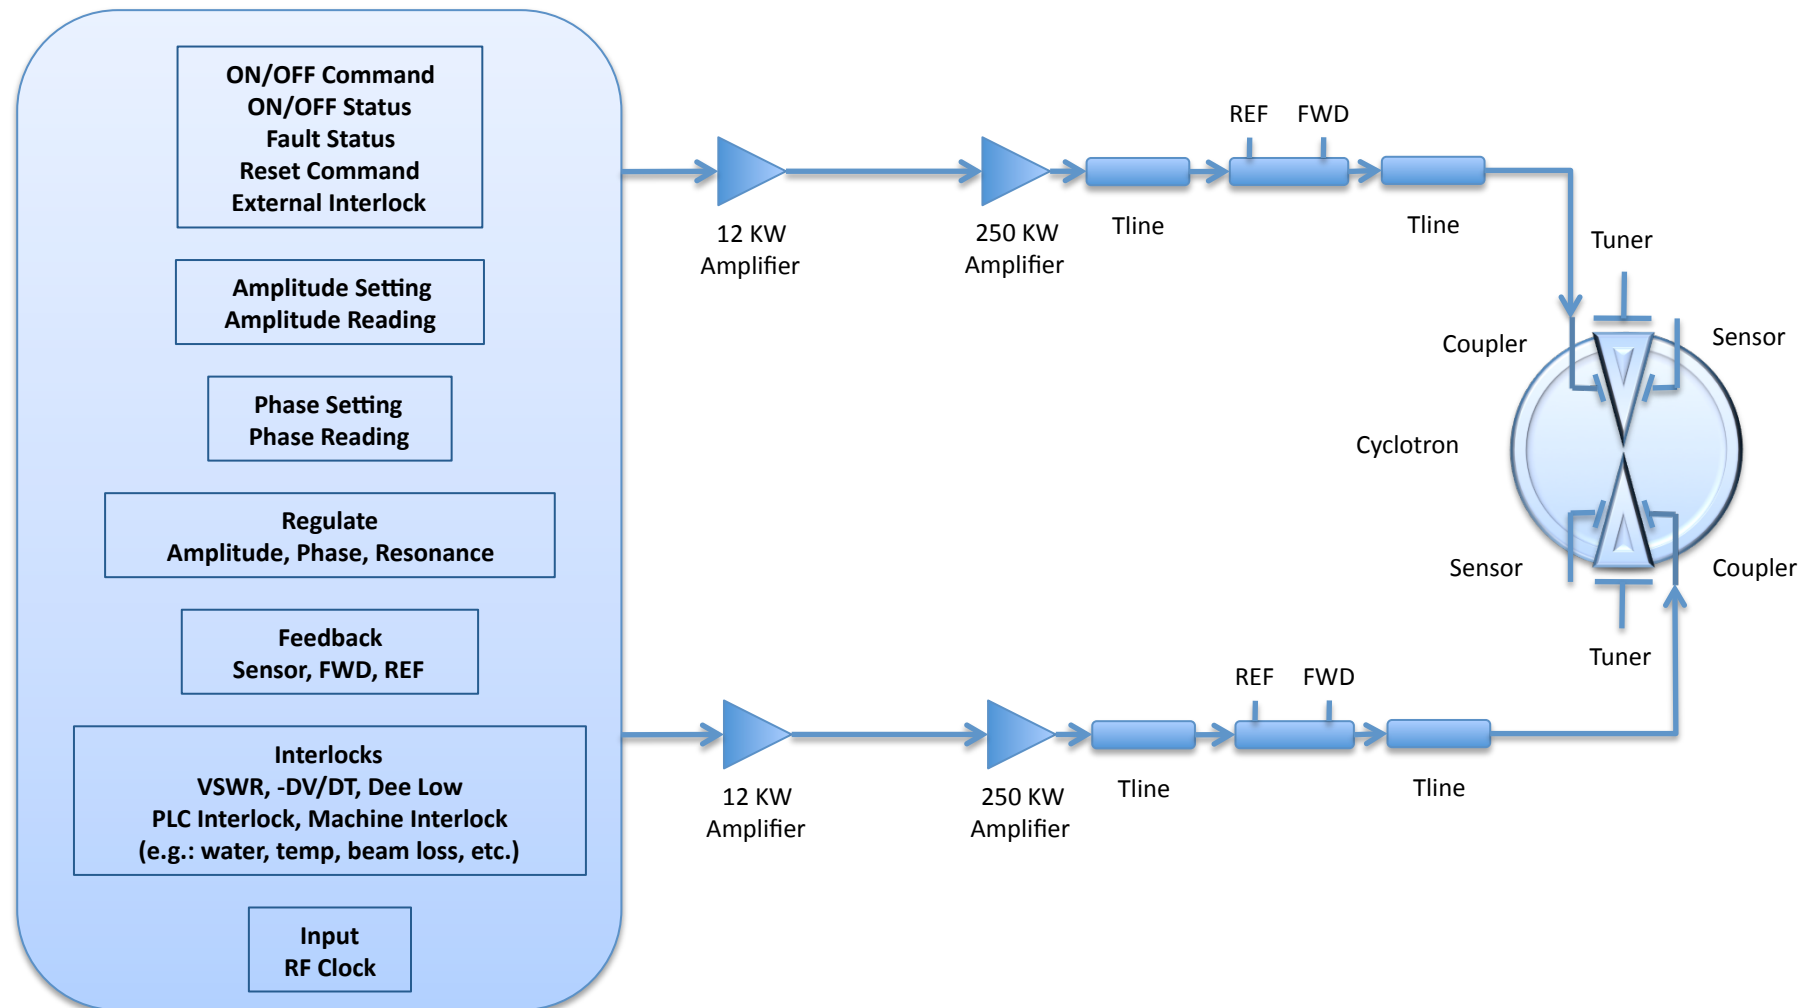 ON/OFF Command
ON/OFF Status
Fault Status
Reset Command
External Interlock
Amplitude Setting
Amplitude Reading
Phase Setting
Phase Reading
Regulate
Amplitude, Phase, Resonance
Feedback
Sensor, FWD, REF
Interlocks
VSWR, -DV/DT, Dee Low
PLC Interlock, Machine Interlock
(e.g.: water, temp, beam loss, etc.)
Input
RF Clock
12 KW
Amplifier
250 KW
Amplifier
Tline
REF
FWD
Tline
Tuner
Coupler
Sensor
Cyclotron
Sensor
Coupler
Tuner
12 KW
Amplifier
250 KW
Amplifier
Tline
REF
FWD
Tline